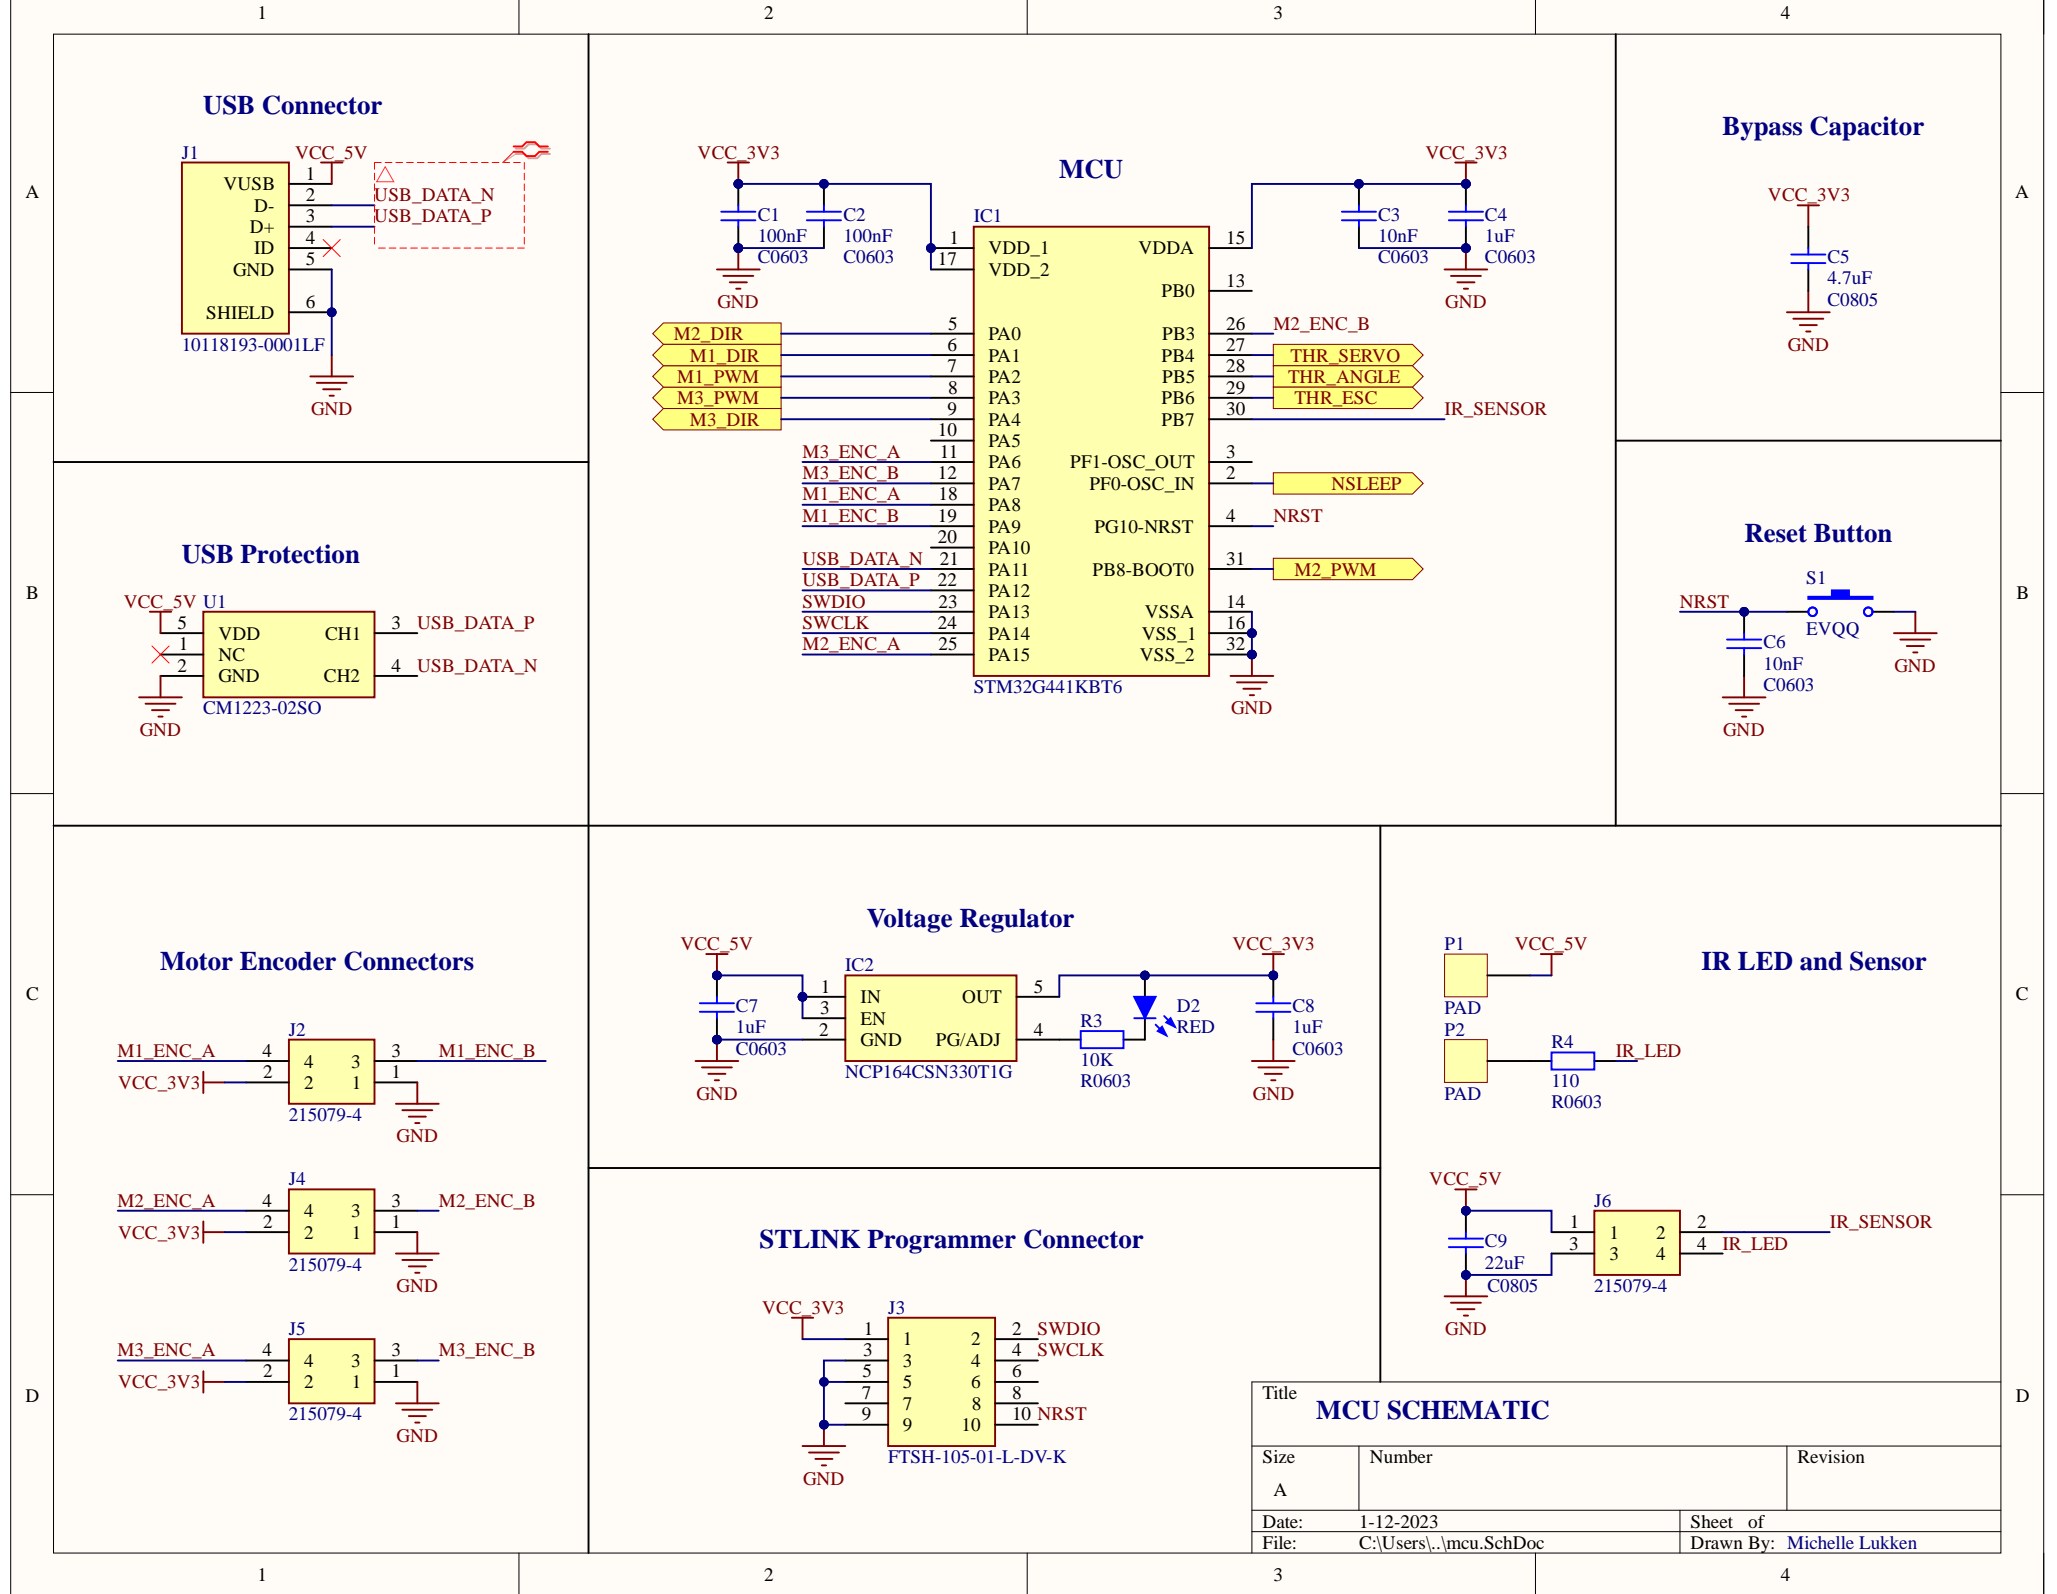 1 2 3 4
A A
B B
C C
D D
1 2 3 4
USB Connector
J1
VCC_5V
VUSB 1
D- 2 USB_DATA_N
D+ 3 USB_DATA_P
ID 4
GND 5
SHIELD 6
10118193-0001LF
GND
USB Protection
VCC_5V U1
5 VDD CH1 3 USB_DATA_P
1 NC
2 GND CH2 4 USB_DATA_N
CM1223-02SO
GND
MCU
VCC_3V3
C1
100nF
C0603
C2
100nF
C0603
GND
VCC_3V3
C3
10nF
C0603
C4
1uF
C0603
GND
IC1
1 VDD_1 VDDA 15
17 VDD_2
PB0 13
M2_DIR 5 PA0 PB3 26 M2_ENC_B
M1_DIR 6 PA1 PB4 27 THR_SERVO
M1_PWM 7 PA2 PB5 28 THR_ANGLE
M3_PWM 8 PA3 PB6 29 THR_ESC
M3_DIR 9 PA4 PB7 30 IR_SENSOR
10 PA5
M3_ENC_A 11 PA6 PF1-OSC_OUT 3
M3_ENC_B 12 PA7 PF0-OSC_IN 2 NSLEEP
M1_ENC_A 18 PA8
M1_ENC_B 19 PA9 PG10-NRST 4 NRST
20 PA10
USB_DATA_N 21 PA11 PB8-BOOT0 31 M2_PWM
USB_DATA_P 22 PA12
SWDIO 23 PA13 VSSA 14
SWCLK 24 PA14 VSS_1 16
M2_ENC_A 25 PA15 VSS_2 32
STM32G441KBT6
GND
Bypass Capacitor
VCC_3V3
C5
4.7uF
C0805
GND
Reset Button
S1
NRST
EVQQ
C6
10nF
C0603
GND
GND
Motor Encoder Connectors
J2
M1_ENC_A 4 4 3 3 M1_ENC_B
VCC_3V3 2 2 1 1
215079-4
GND
J4
M2_ENC_A 4 4 3 3 M2_ENC_B
VCC_3V3 2 2 1 1
215079-4
GND
J5
M3_ENC_A 4 4 3 3 M3_ENC_B
VCC_3V3 2 2 1 1
215079-4
GND
Voltage Regulator
VCC_5V
C7
1uF
C0603
GND
IC2
1 IN OUT 5
3 EN
2 GND PG/ADJ 4
NCP164CSN330T1G
R3
10K
R0603
D2
RED
VCC_3V3
C8
1uF
C0603
GND
STLINK Programmer Connector
VCC_3V3
J3
1 1 2 2 SWDIO
3 3 4 4 SWCLK
5 5 6 6
7 7 8 8
9 9 10 10 NRST
FTSH-105-01-L-DV-K
GND
IR LED and Sensor
P1
VCC_5V
PAD
P2
PAD
R4
110
R0603
IR_LED
VCC_5V
C9
22uF
C0805
GND
J6
1 1 2 2 IR_SENSOR
3 3 4 4 IR_LED
215079-4
Title MCU SCHEMATIC
Size Number Revision
A
Date: 1-12-2023 Sheet of
File: C:\Users\..\mcu.SchDoc Drawn By: Michelle Lukken